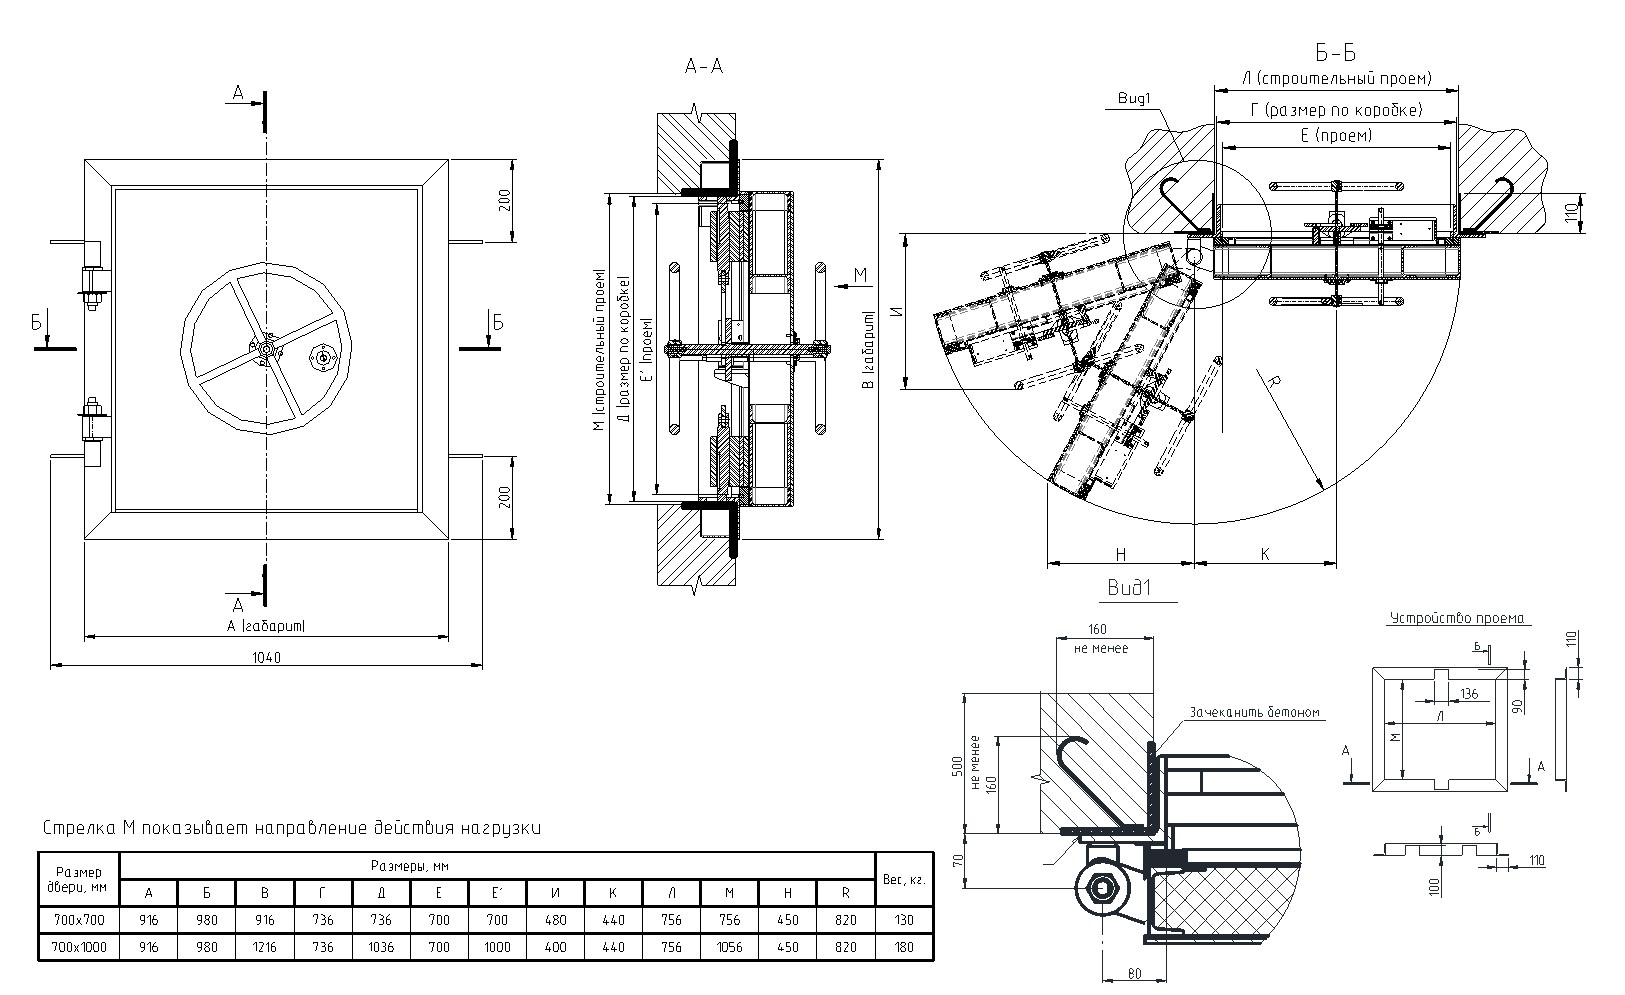 А
Б
Б
200
200
А
А (габарит)
1040
А-А
М (строительный проем)
Д (размер по коробке)
Е´ (проем)
М
В (габарит)
Б-Б
Л (строительный проем)
Г (размер по коробке)
Е (проем)
Вид1
110
И
R
Н
К
Вид1
160
не менее
500
не менее
160
70
80
Зачеканить бетоном
Устройство проема
Б
110
136
90
Л
М
А
А
Б
110
100
Стрелка М показывает направление действия нагрузки
Размер двери, мм
Размеры, мм
Вес, кг.
А Б В Г Д Е Е´ И К Л М Н R
700х700 916 980 916 736 736 700 700 480 440 756 756 450 820 130
700х1000 916 980 1216 736 1036 700 1000 400 440 756 1056 450 820 180